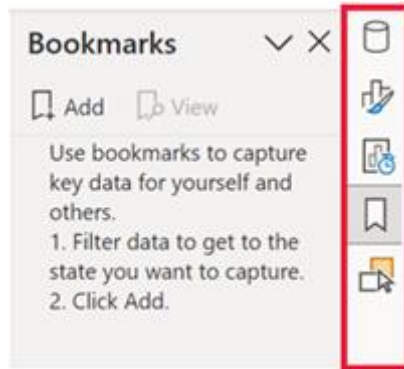 Bookmarks
Add View
Use bookmarks to capture
key data for yourself and
others.
1. Filter data to get to the
state you want to capture.
2. Click Add.